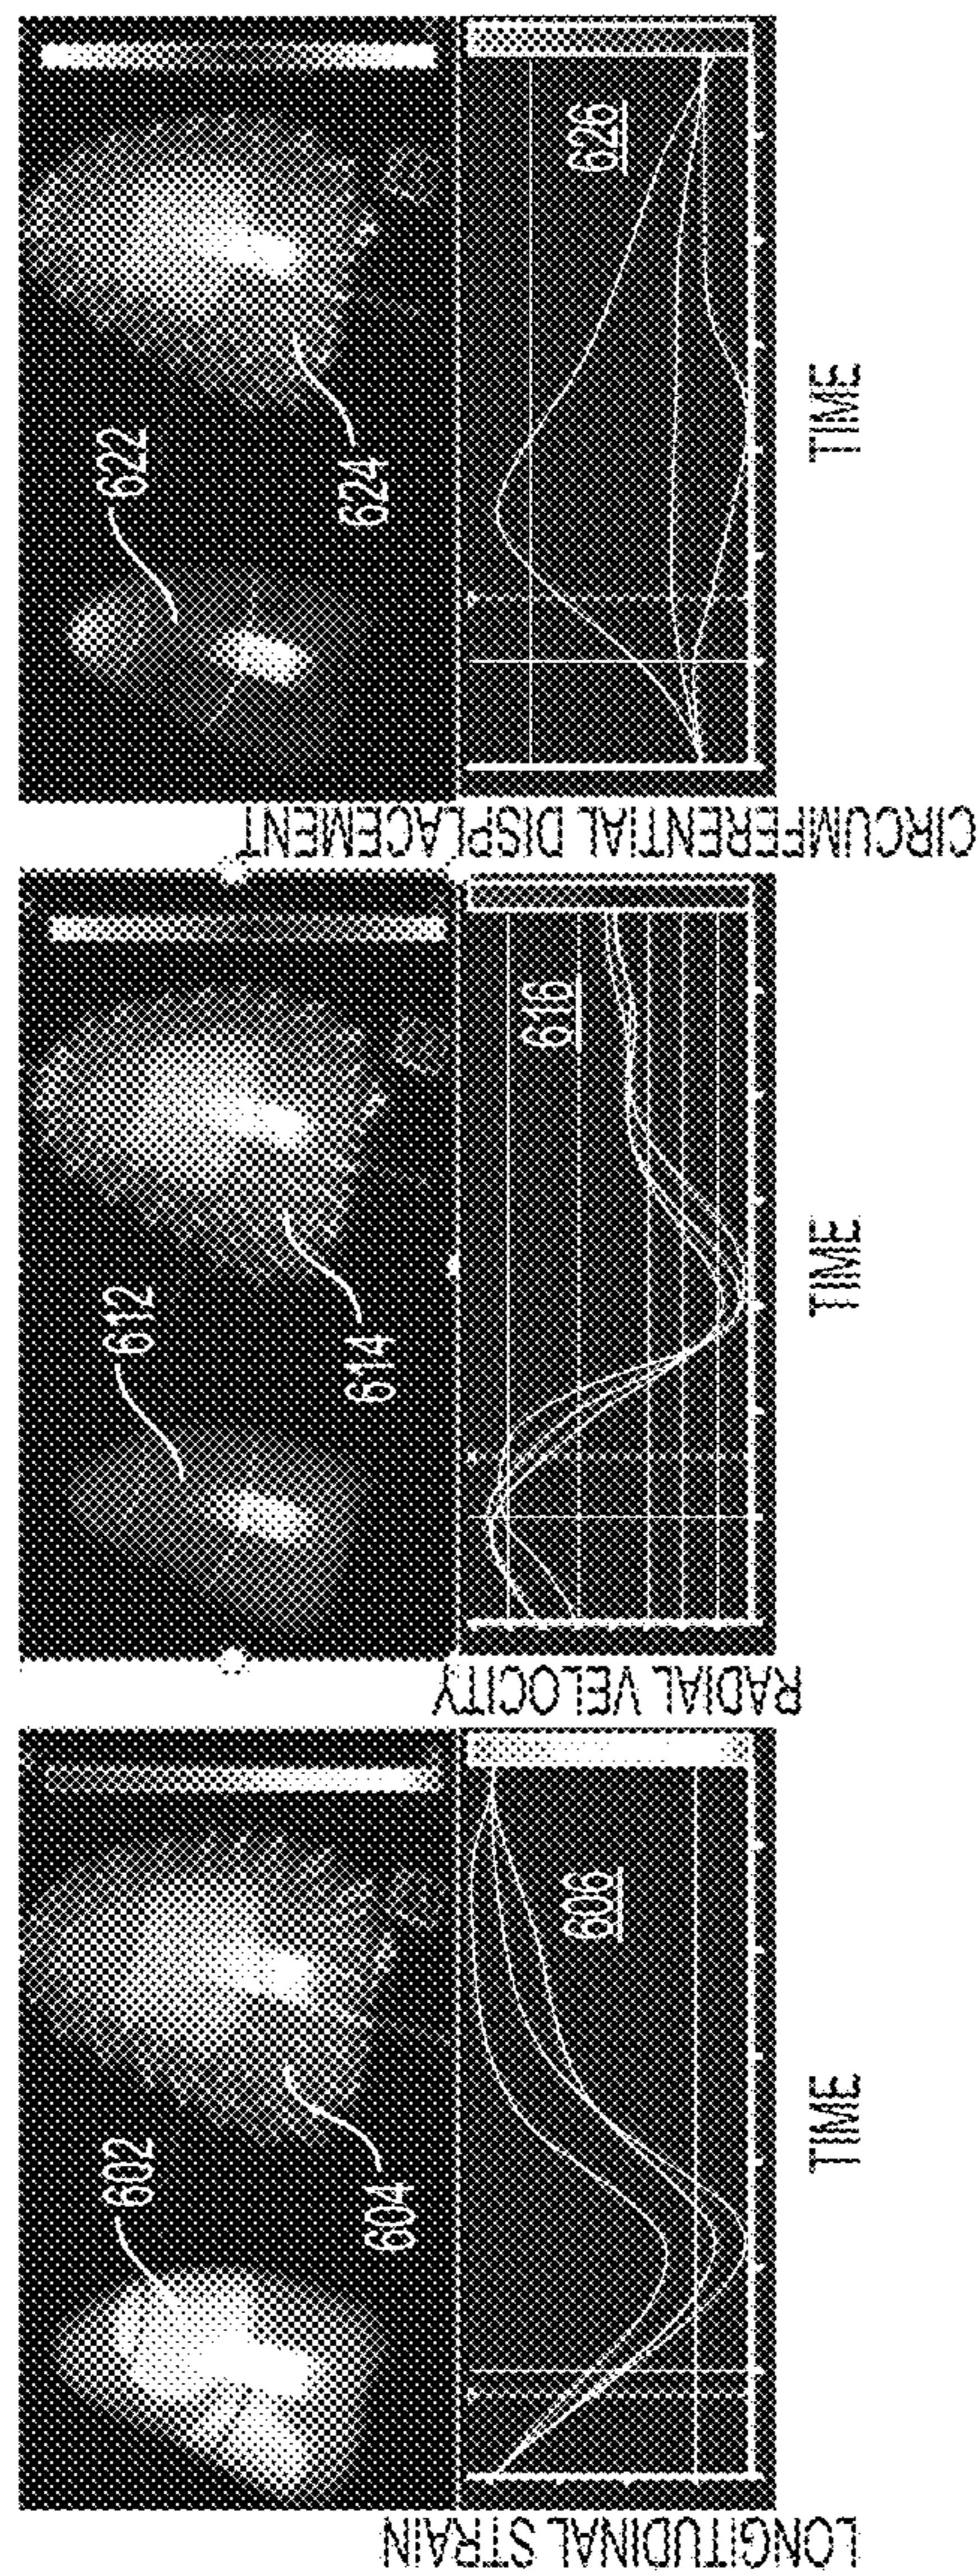 602
604
606
LONGITUDINAL STRAIN
TIME
612
614
616
RADIAL VELOCITY
TIME
622
624
626
CIRCUMFERENTIAL DISPLACEMENT
TIME